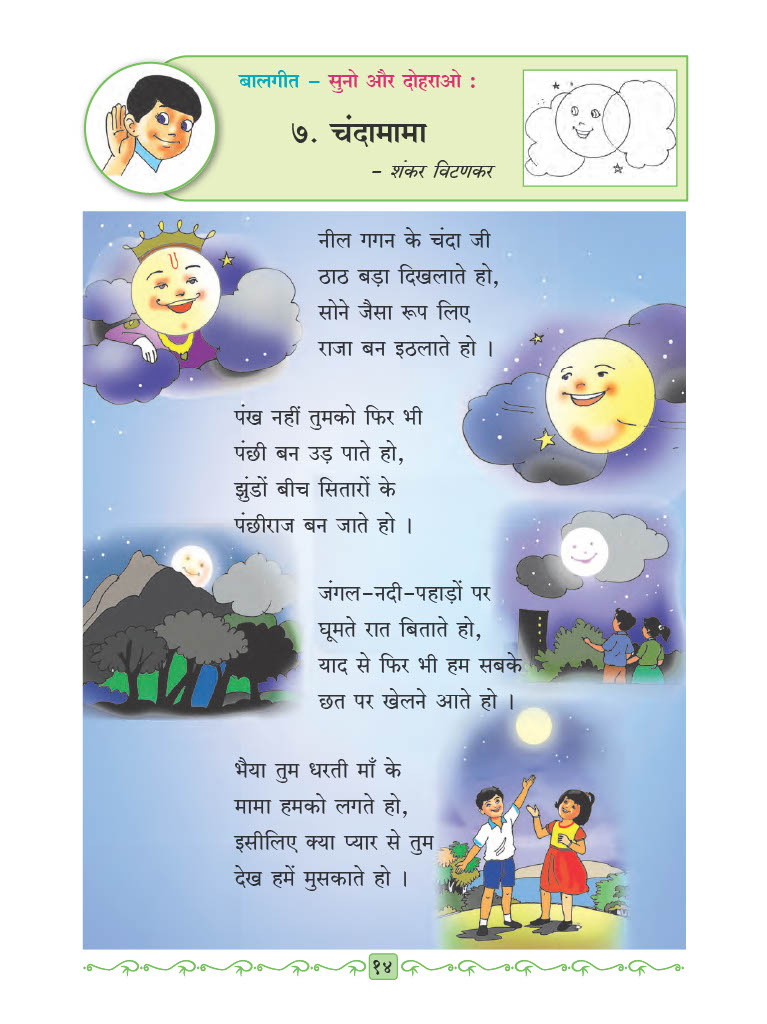 बालगीत – सुनो और दोहराओ :
७. चंदामामा
– शंकर विटणकर
नील गगन के चंदा जी
ठाठ बड़ा दिखलाते हो,
सोने जैसा रूप लिए
राजा बन इठलाते हो ।
पंख नहीं तुमको फिर भी
पंछी बन उड़ पाते हो,
झुंडों बीच सितारों के
पंछीराज बन जाते हो ।
जंगल-नदी-पहाड़ों पर
घूमते रात बिताते हो,
याद से फिर भी हम सबके
छत पर खेलने आते हो ।
भैया तुम धरती माँ के
मामा हमको लगते हो,
इसीलिए क्या प्यार से तुम
देख हमें मुसकाते हो ।
१४